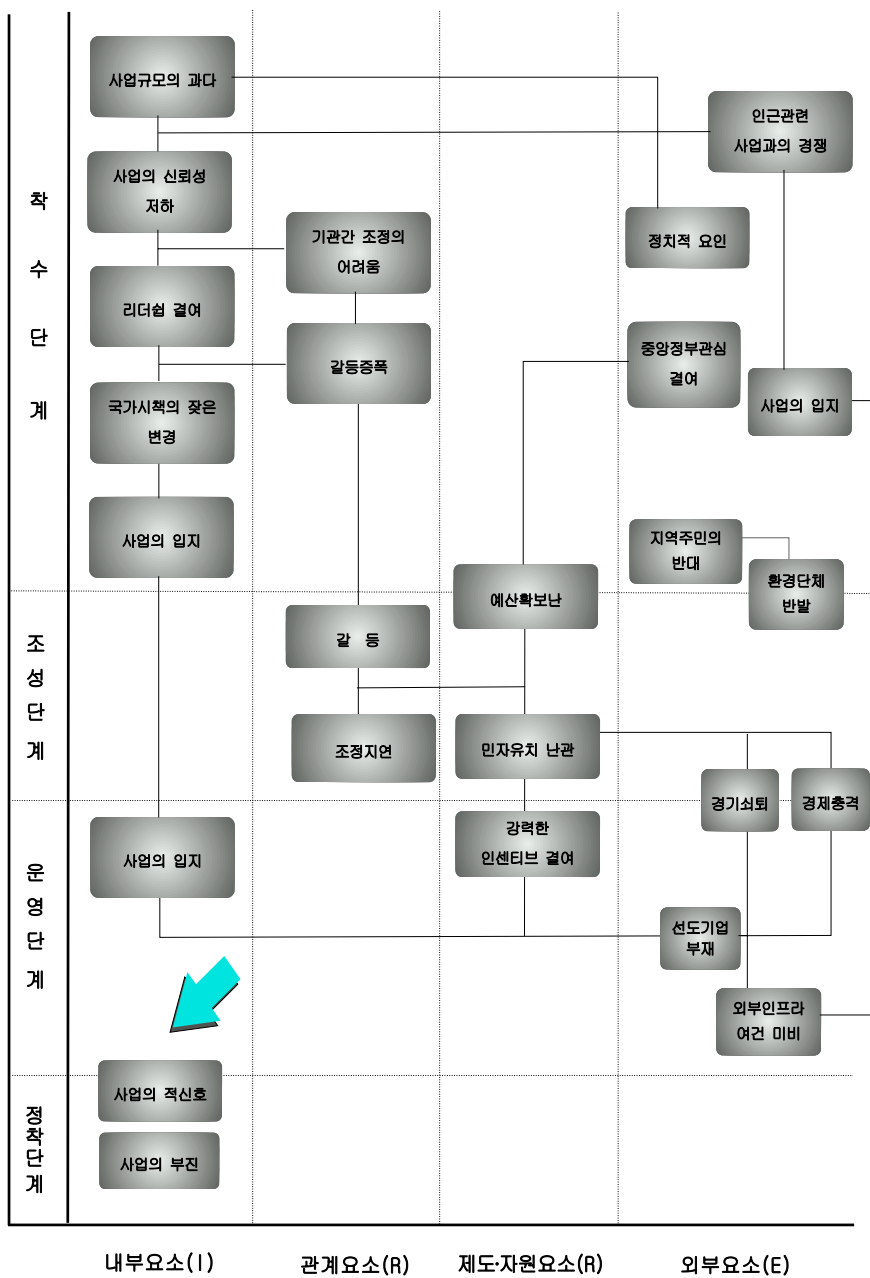 착
수
단
계
사업규모의 과다
인근관련
사업과의 경쟁
사업의 신뢰성
저하
기관간 조정의
어려움
정치적 요인
리더쉽 결여
갈등증폭
중앙정부관심
결여
국가시책의 잦은
변경
사업의 입지
사업의 입지
지역주민의
반대
환경단체
반발
예산확보난
조
성
단
계
갈 등
조정지연
민자유치 난관
경기쇠퇴
경제충격
운
영
단
계
사업의 입지
강력한
인센티브 결여
선도기업
부재
외부인프라
여건 미비
정
착
단
계
사업의 적신호
사업의 부진
내부요소(I)
관계요소(R)
제도·자원요소(R)
외부요소(E)